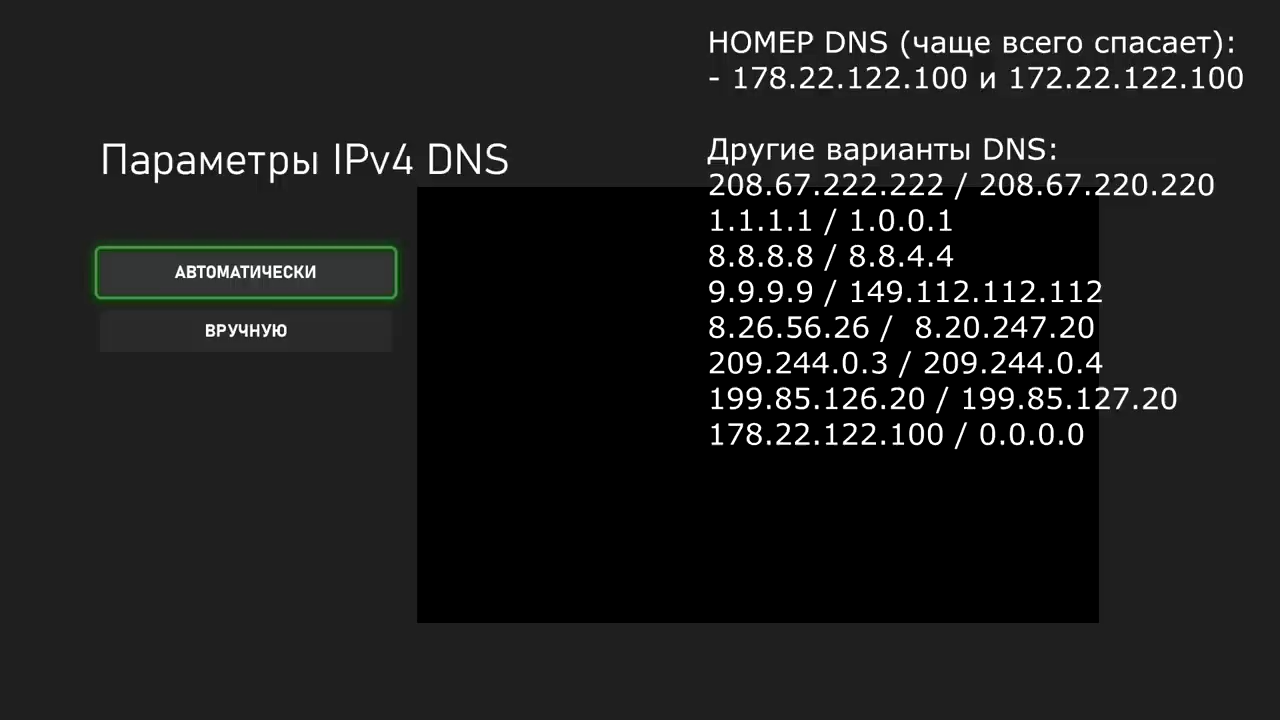 НОМЕР DNS (чаще всего спасает):
- 178.22.122.100 и 172.22.122.100
Параметры IPv4 DNS
АВТОМАТИЧЕСКИ
ВРУЧНУЮ
Другие варианты DNS:
208.67.222.222 / 208.67.220.220
1.1.1.1 / 1.0.0.1
8.8.8.8 / 8.8.4.4
9.9.9.9 / 149.112.112.112
8.26.56.26 /  8.20.247.20
209.244.0.3 / 209.244.0.4
199.85.126.20 / 199.85.127.20
178.22.122.100 / 0.0.0.0